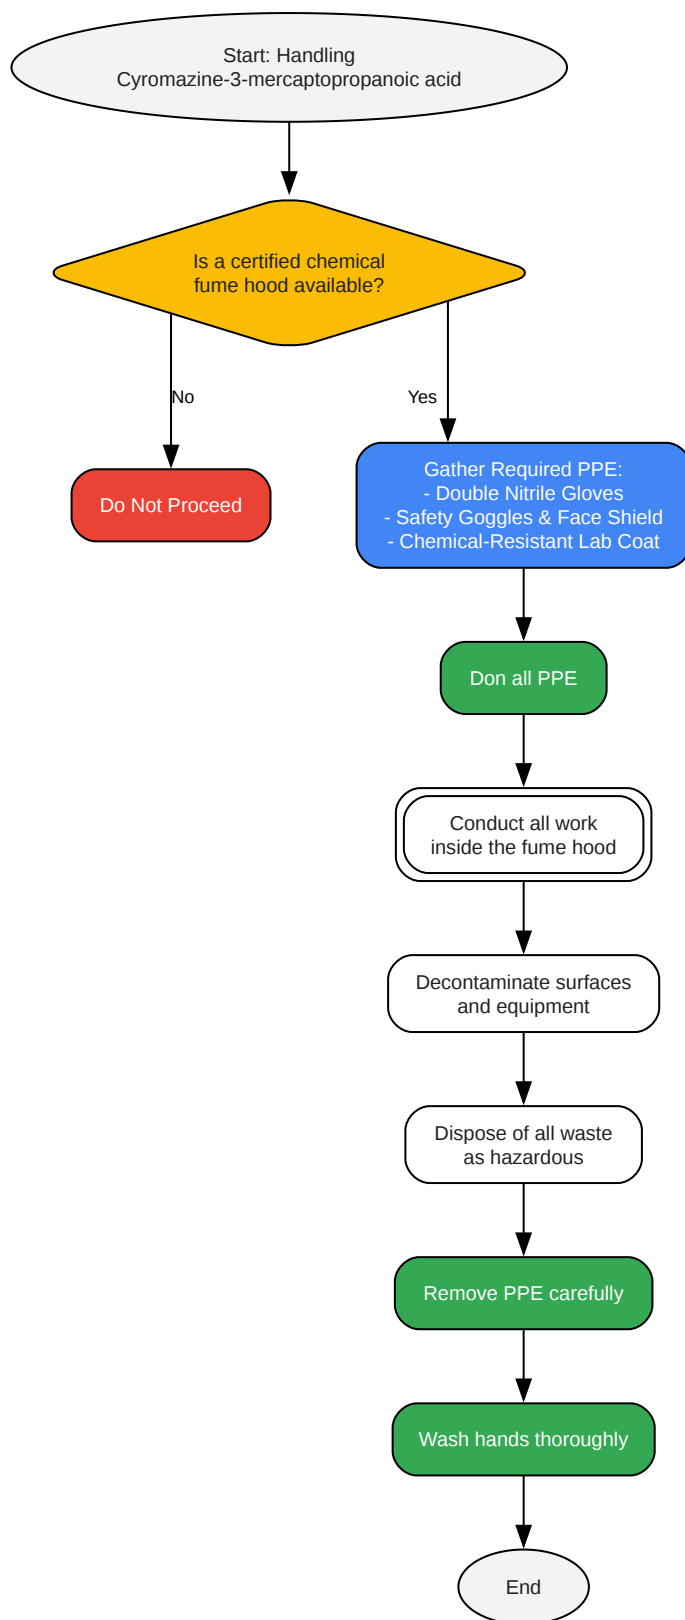 Start: Handling
Cyromazine-3-mercaptopropanoic acid
Is a certified chemical
fume hood available?
No
Yes
Do Not Proceed
Gather Required PPE:
- Double Nitrile Gloves
- Safety Goggles & Face Shield
- Chemical-Resistant Lab Coat
Don all PPE
Conduct all work
inside the fume hood
Decontaminate surfaces
and equipment
Dispose of all waste
as hazardous
Remove PPE carefully
Wash hands thoroughly
End